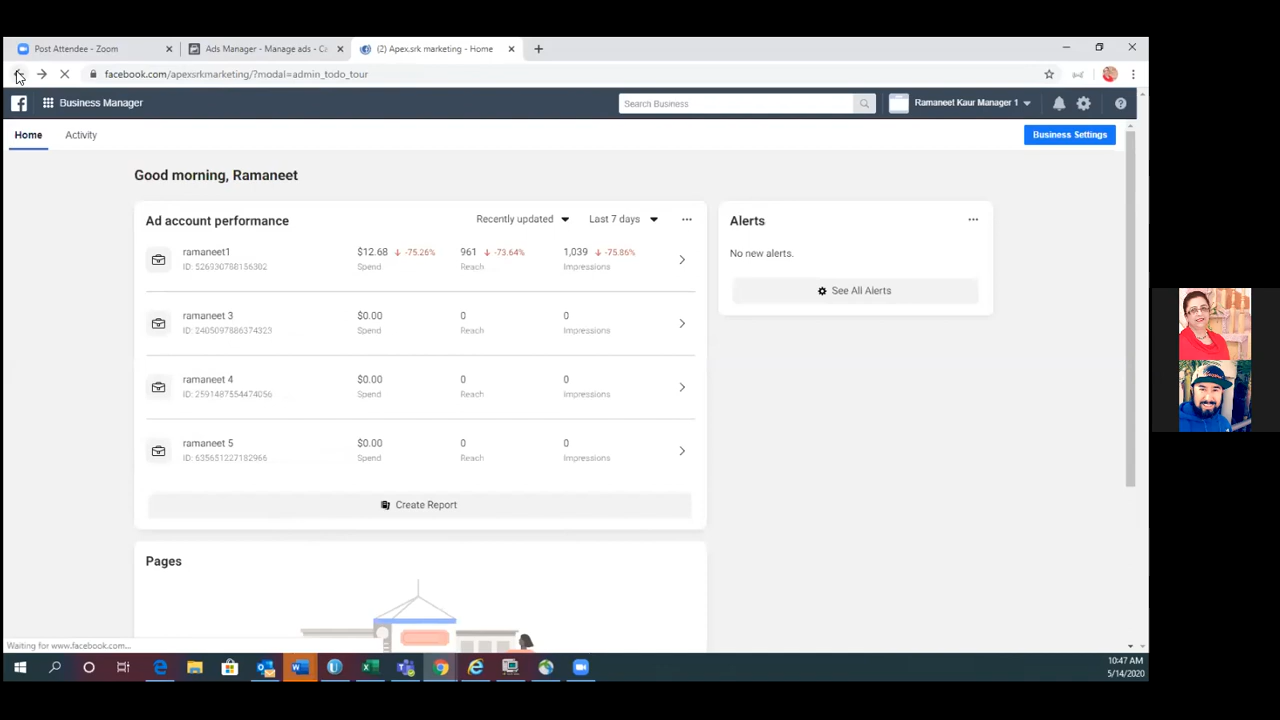 Post Attendee - Zoom
Ads Manager - Manage ads - Ca
(2) Apex.srk marketing - Home
facebook.com/apexsrkmarketing/?modal=admin_todo_tour
Business Manager
Search Business
Ramaneet Kaur Manager 1
Home
Activity
Business Settings
Good morning, Ramaneet
Ad account performance
Recently updated
Last 7 days
ramaneet1 $12.68 -75.26% 961 -73.64% 1,039 -75.86%
ID: 526930788156302 Spend Reach Impressions
ramaneet 3 $0.00 0 0
ID: 2405097886374323 Spend Reach Impressions
ramaneet 4 $0.00 0 0
ID: 2591487554474056 Spend Reach Impressions
ramaneet 5 $0.00 0 0
ID: 635651227182966 Spend Reach Impressions
Create Report
Alerts
No new alerts.
See All Alerts
Pages
Waiting for www.facebook.com...
10:47 AM
5/14/2020